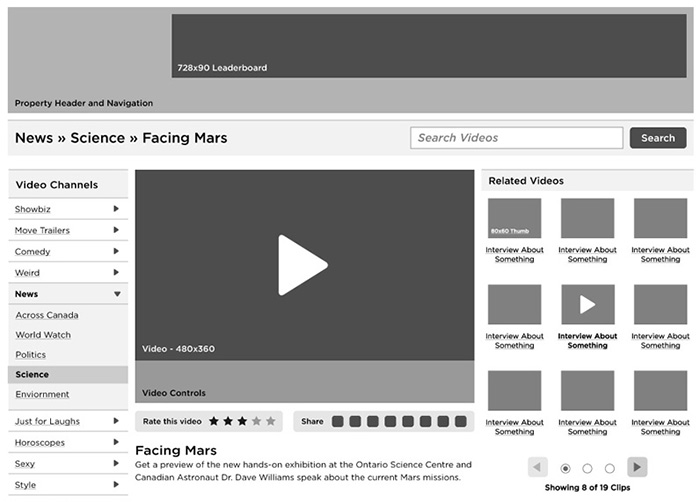 728x90 Leaderboard
Property Header and Navigation
News » Science » Facing Mars
Search Videos
Search
Video Channels
Showbiz
Move Trailers
Comedy
Weird
News
Across Canada
World Watch
Politics
Science
Enviornment
Just for Laughs
Horoscopes
Sexy
Style
Video - 480x360
Video Controls
Rate this video
Share
Facing Mars
Get a preview of the new hands-on exhibition at the Ontario Science Centre and
Canadian Astronaut Dr. Dave Williams speak about the current Mars missions.
Related Videos
80x60 Thumb
Interview About
Something
Interview About
Something
Interview About
Something
Interview About
Something
Interview About
Something
Interview About
Something
Interview About
Something
Interview About
Something
Interview About
Something
Showing 8 of 19 Clips